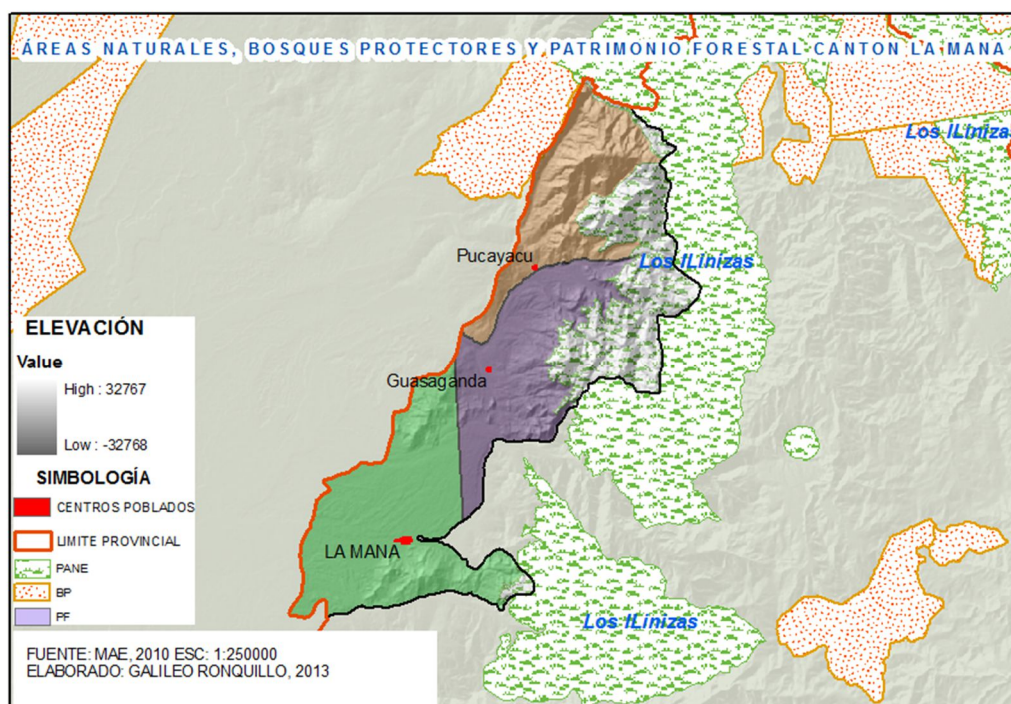 ÁREAS NATURALES, BOSQUES PROTECTORES Y PATRIMONIO FORESTAL CANTON LA MANA
Los ILinizas
Pucayacu
Los ILinizas
Guasaganda
LA MANA
Los ILinizas
ELEVACIÓN
Value
High : 32767
Low : -32768
SIMBOLOGÍA
CENTROS POBLADOS
LIMITE PROVINCIAL
PANE
BP
PF
FUENTE: MAE, 2010 ESC: 1:250000
ELABORADO: GALILEO RONQUILLO, 2013